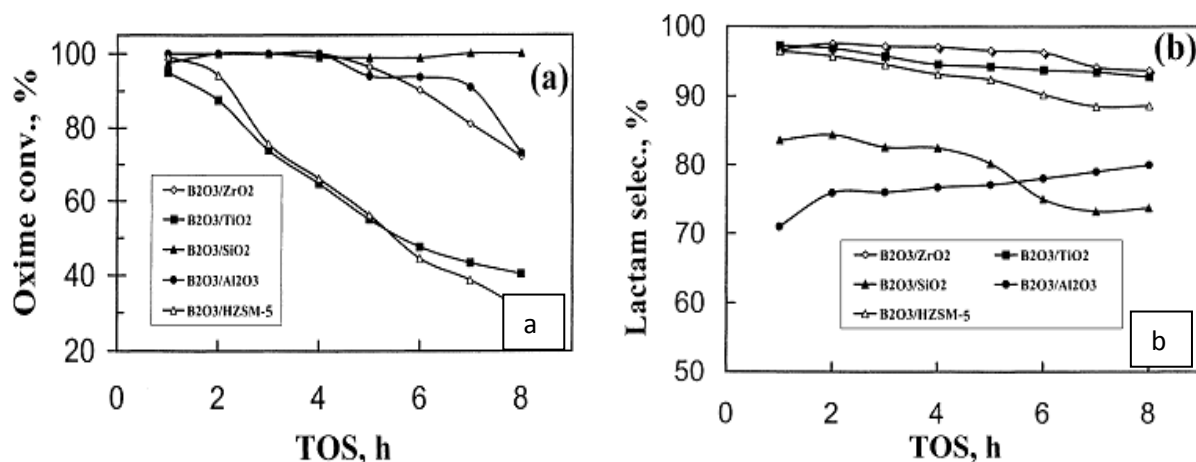 Oxime conv., %
100
80
60
40
20
(a)
B2O3/ZrO2
B2O3/TiO2
B2O3/SiO2
B2O3/Al2O3
B2O3/HZSM-5
a
0 2 4 6 8
TOS, h
Lactam selec., %
100
90
80
70
60
50
(b)
B2O3/ZrO2 B2O3/TiO2
B2O3/SiO2 B2O3/Al2O3
B2O3/HZSM-5
b
0 2 4 6 8
TOS, h